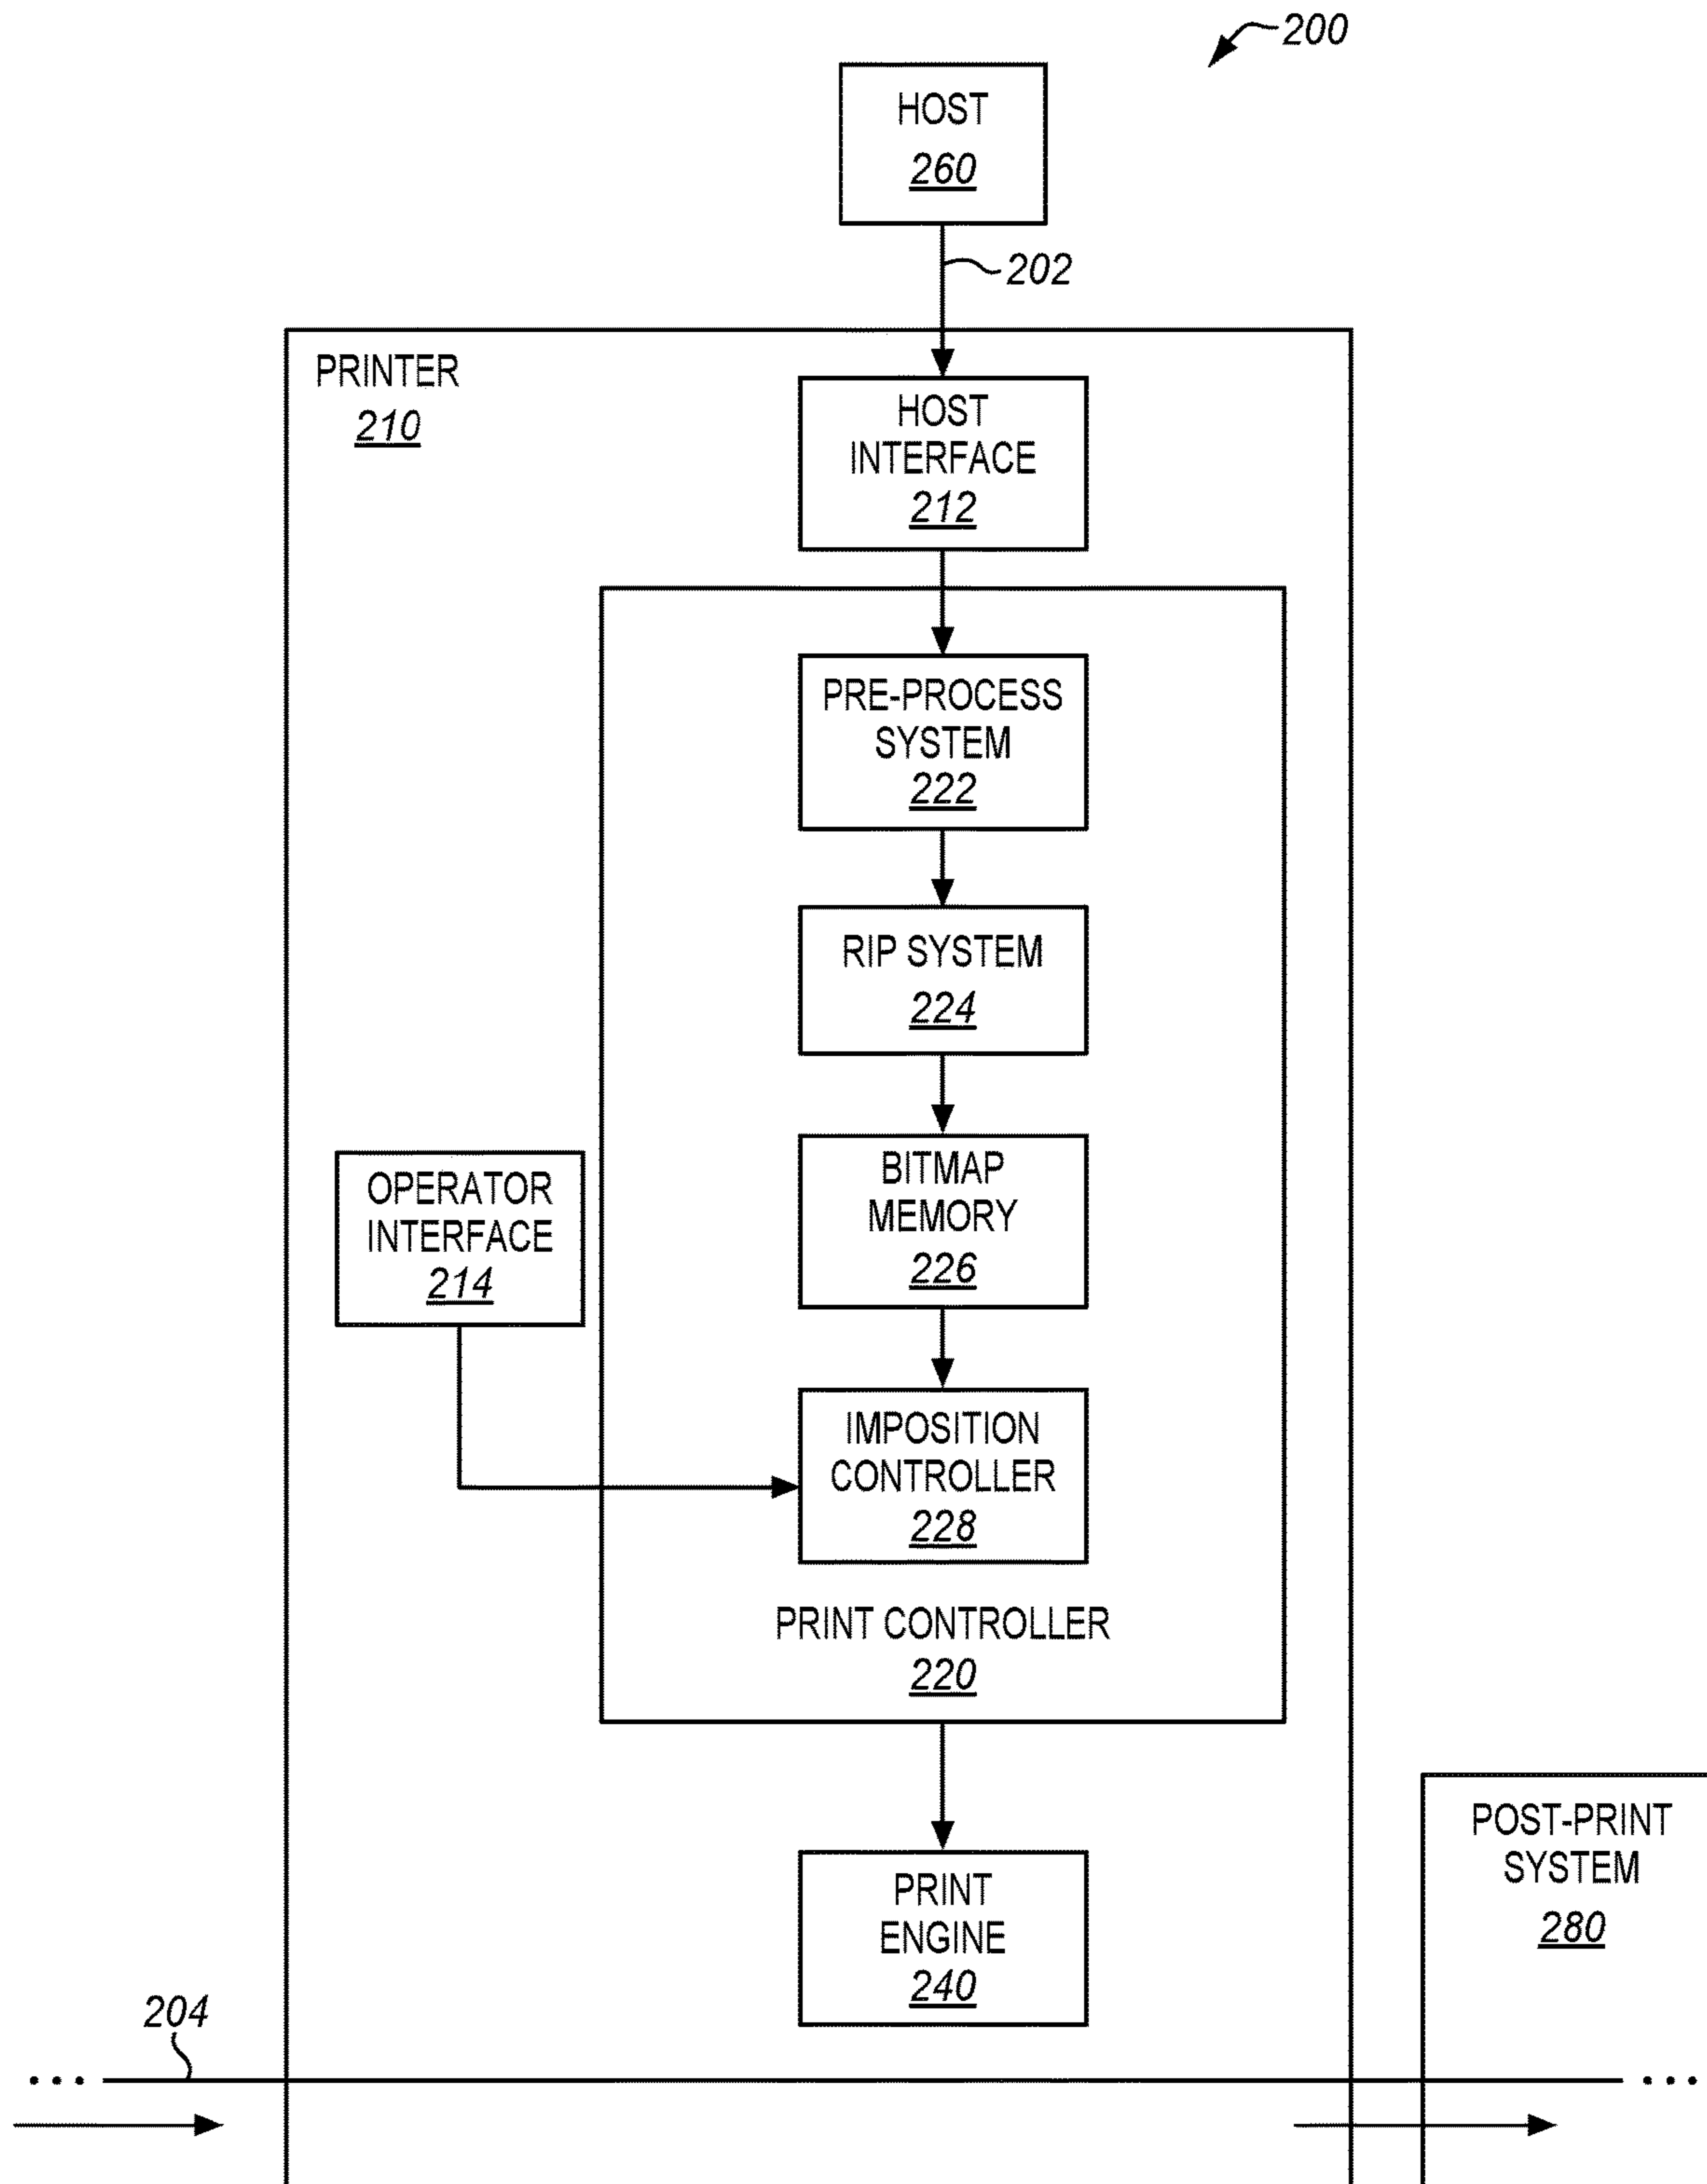 200
HOST
260
202
PRINTER
210
HOST
INTERFACE
212
PRE-PROCESS
SYSTEM
222
RIP SYSTEM
224
BITMAP
MEMORY
226
OPERATOR
INTERFACE
214
IMPOSITION
CONTROLLER
228
PRINT CONTROLLER
220
POST-PRINT
SYSTEM
280
PRINT
ENGINE
240
204